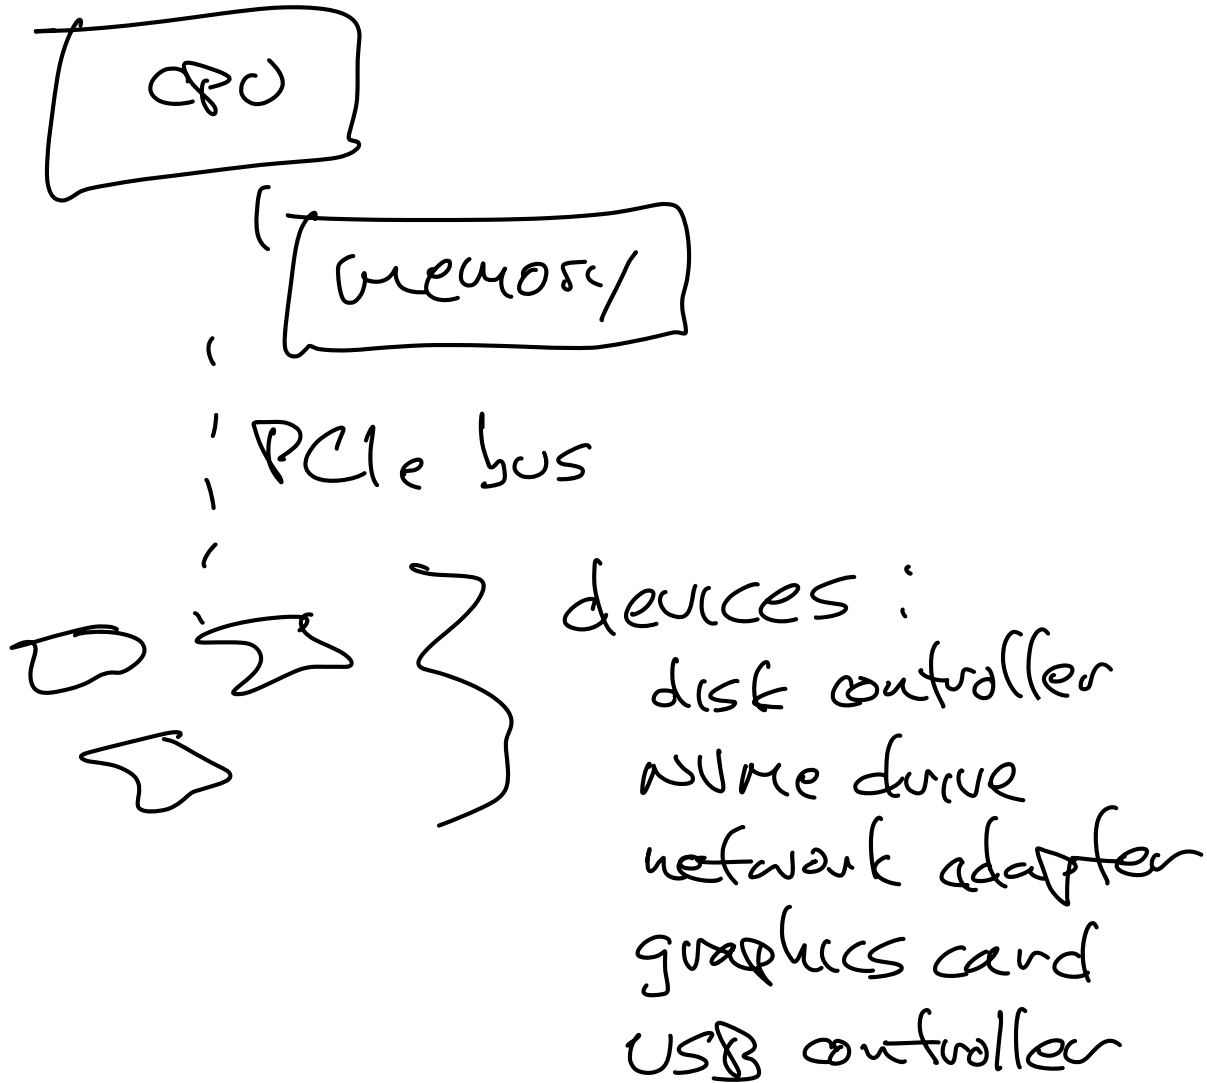 CPU
memory
PCIe bus
devices:
disk controller
NVMe drive
network adapter
graphics card
USB controller